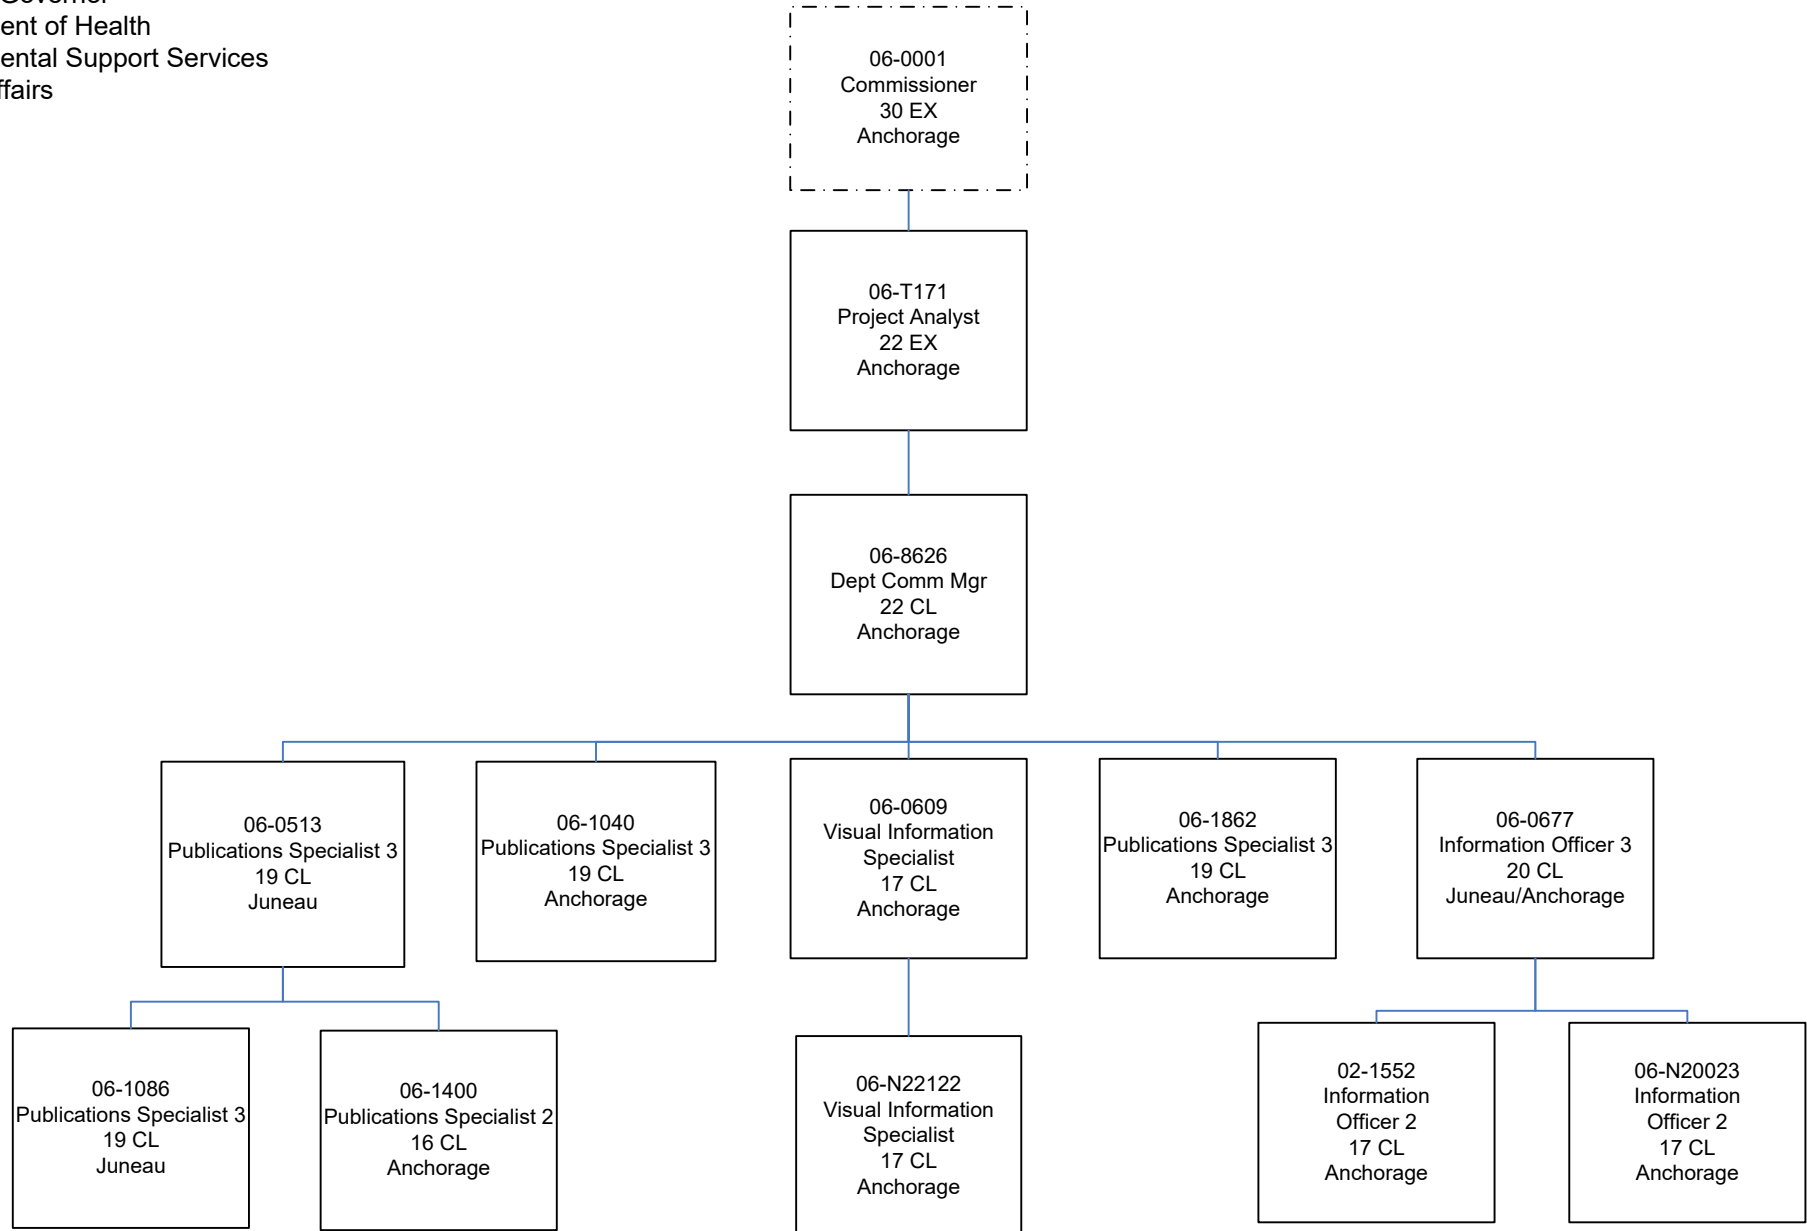 ent of Health
ental Support Services
ffairs
06-0001
Commissioner
30 EX
Anchorage
06-T171
Project Analyst
22 EX
Anchorage
06-8626
Dept Comm Mgr
22 CL
Anchorage
06-0513
Publications Specialist 3
19 CL
Juneau
06-1040
Publications Specialist 3
19 CL
Anchorage
06-0609
Visual Information
Specialist
17 CL
Anchorage
06-1862
Publications Specialist 3
19 CL
Anchorage
06-0677
Information Officer 3
20 CL
Juneau/Anchorage
06-1086
Publications Specialist 3
19 CL
Juneau
06-1400
Publications Specialist 2
16 CL
Anchorage
06-N22122
Visual Information
Specialist
17 CL
Anchorage
02-1552
Information
Officer 2
17 CL
Anchorage
06-N20023
Information
Officer 2
17 CL
Anchorage